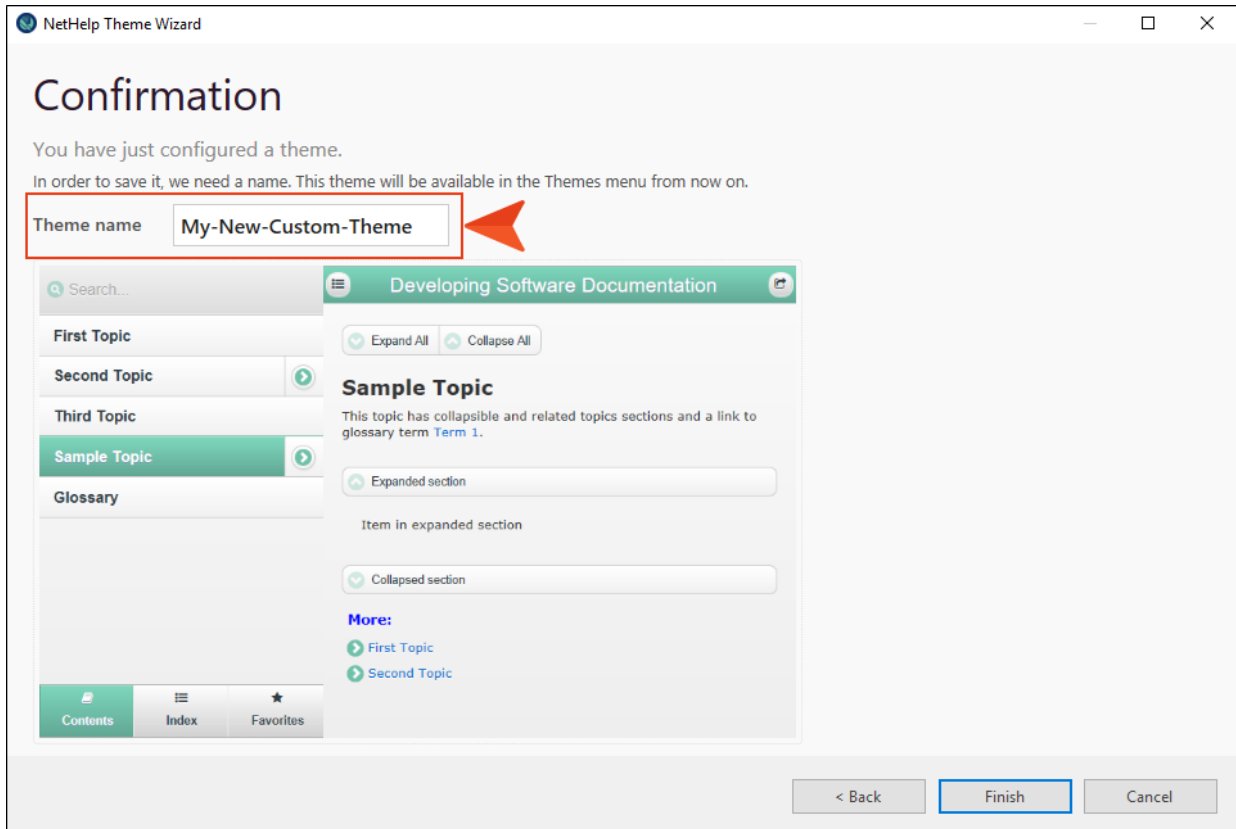 NetHelp Theme Wizard
Confirmation
You have just configured a theme.
In order to save it, we need a name. This theme will be available in the Themes menu from now on.
Theme name
My-New-Custom-Theme
Search...
Developing Software Documentation
First Topic
Second Topic
Third Topic
Sample Topic
Glossary
Expand All
Collapse All
Sample Topic
This topic has collapsible and related topics sections and a link to
glossary term Term 1.
Expanded section
Item in expanded section
Collapsed section
More:
First Topic
Second Topic
Contents
Index
Favorites
< Back
Finish
Cancel